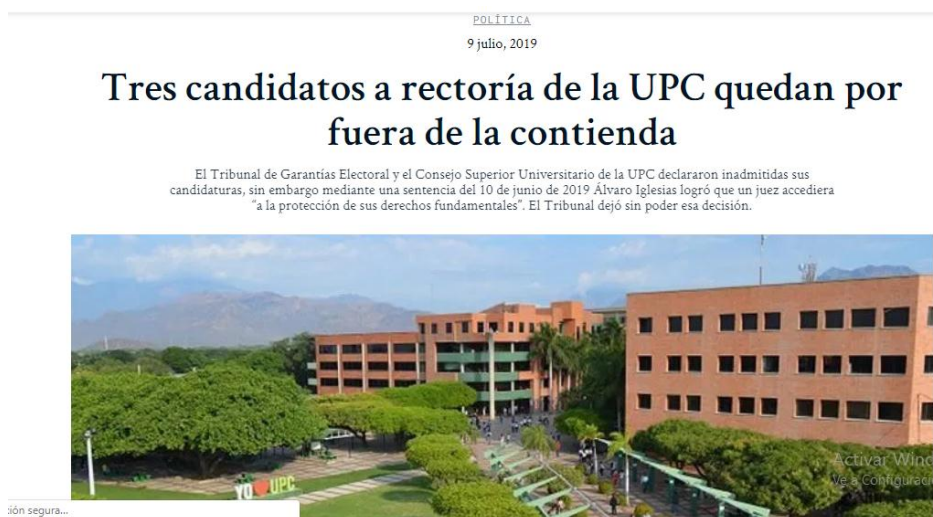 POLÍTICA
9 julio, 2019
Tres candidatos a rectoría de la UPC quedan por
fuera de la contienda
El Tribunal de Garantías Electoral y el Consejo Superior Universitario de la UPC declararon inadmitidas sus
candidaturas, sin embargo mediante una sentencia del 10 de junio de 2019 Álvaro Iglesias logró que un juez accediera
“a la protección de sus derechos fundamentales”. El Tribunal dejó sin poder esa decisión.
YO UPC
Activar Wind
Ve a Configurac
ción segura...